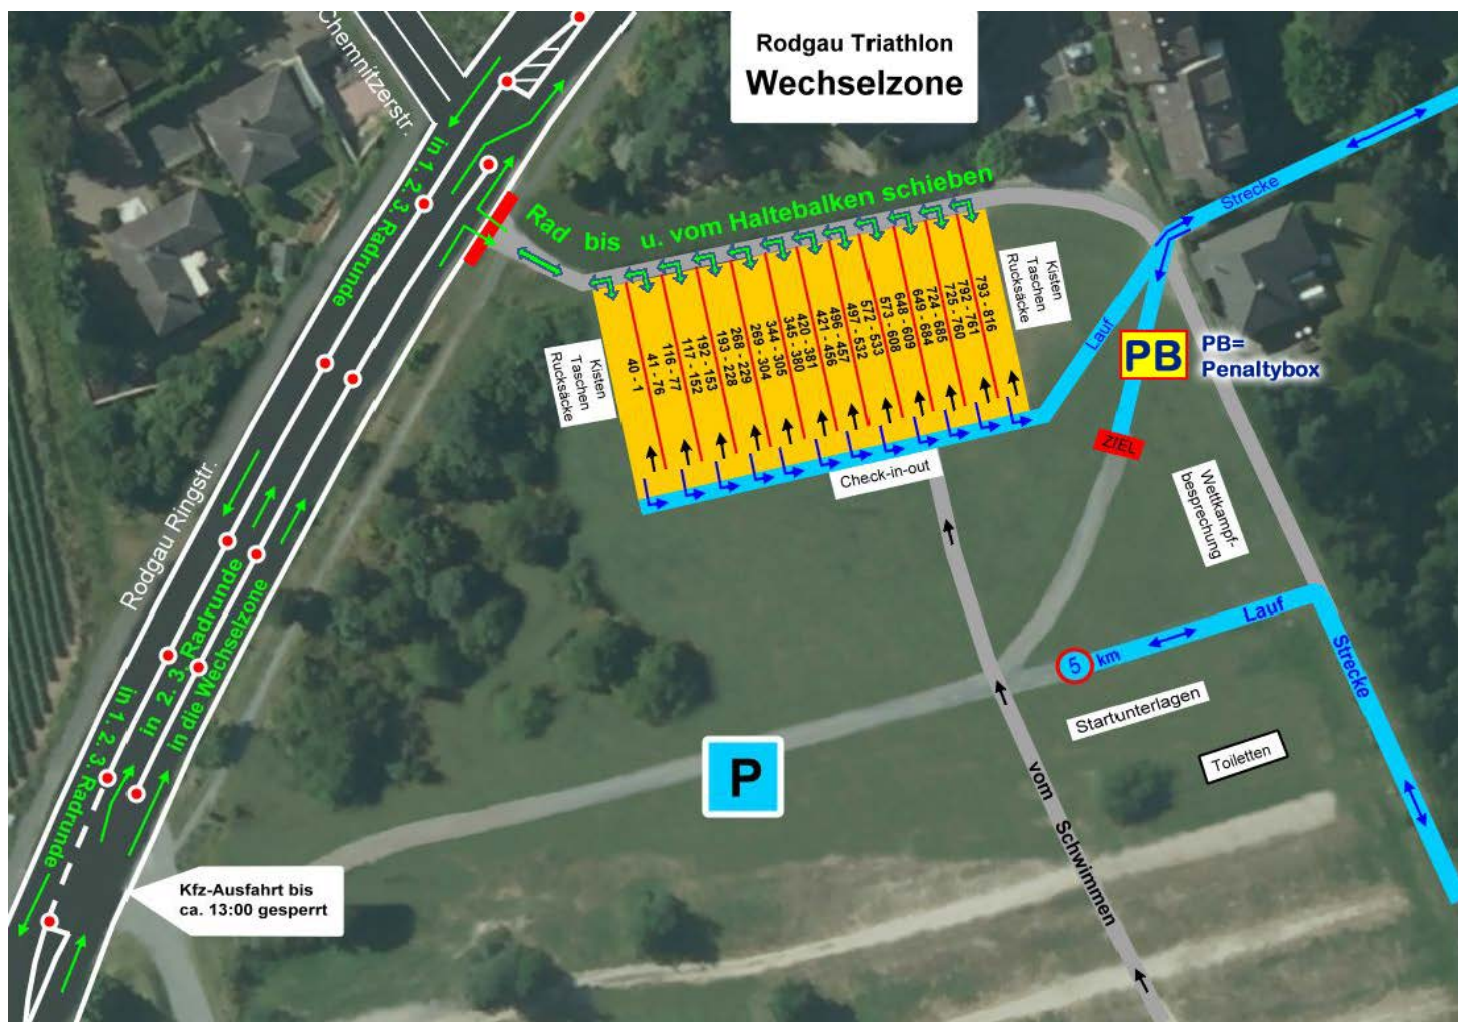 Rodgau Triathlon
Wechselzone
Chemnitzerstr.
in 1. 2. 3. Radrunde
Rad bis u. vom Haltebalken schieben
Strecke
Lauf
Kisten
Taschen
Rucksäcke
Kisten
Taschen
Rucksäcke
40 - 1
41 - 76
116 - 77
117 - 152
192 - 153
193 - 228
268 - 229
269 - 304
344 - 305
345 - 380
420 - 381
421 - 456
496 - 457
497 - 532
572 - 533
573 - 608
648 - 609
649 - 684
724 - 685
725 - 760
792 - 761
793 - 816
PB
PB=
Penaltybox
ZIEL
Check-in-out
Wettkampf-
besprechung
Rodgau Ringstr.
in 1. 2. 3. Radrunde
in 2. 3. Radrunde
in die Wechselzone
Lauf
Strecke
5
km
Startunterlagen
Toiletten
P
vom Schwimmen
Kfz-Ausfahrt bis
ca. 13:00 gesperrt